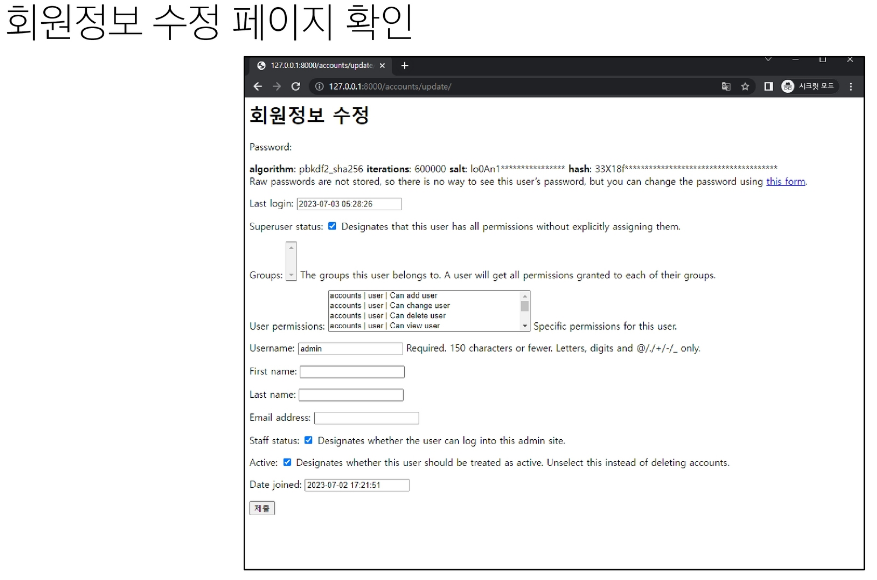 회원정보 수정 페이지 확인
127.0.0.1:8000/accounts/update
127.0.0.1:8000/accounts/update/
시크릿 모드
회원정보 수정
Password:
algorithm: pbkdf2_sha256 iterations: 600000 salt: lo0An1**************** hash: 33X18f**************************************
Raw passwords are not stored, so there is no way to see this user's password, but you can change the password using this form.
Last login: 2023-07-03 05:28:26
Superuser status: Designates that this user has all permissions without explicitly assigning them.
Groups: The groups this user belongs to. A user will get all permissions granted to each of their groups.
accounts | user | Can add user
accounts | user | Can change user
accounts | user | Can delete user
accounts | user | Can view user
User permissions: Specific permissions for this user.
Username: admin Required. 150 characters or fewer. Letters, digits and @/./+/-/_ only.
First name:
Last name:
Email address:
Staff status: Designates whether the user can log into this admin site.
Active: Designates whether this user should be treated as active. Unselect this instead of deleting accounts.
Date joined: 2023-07-02 17:21:51
제출